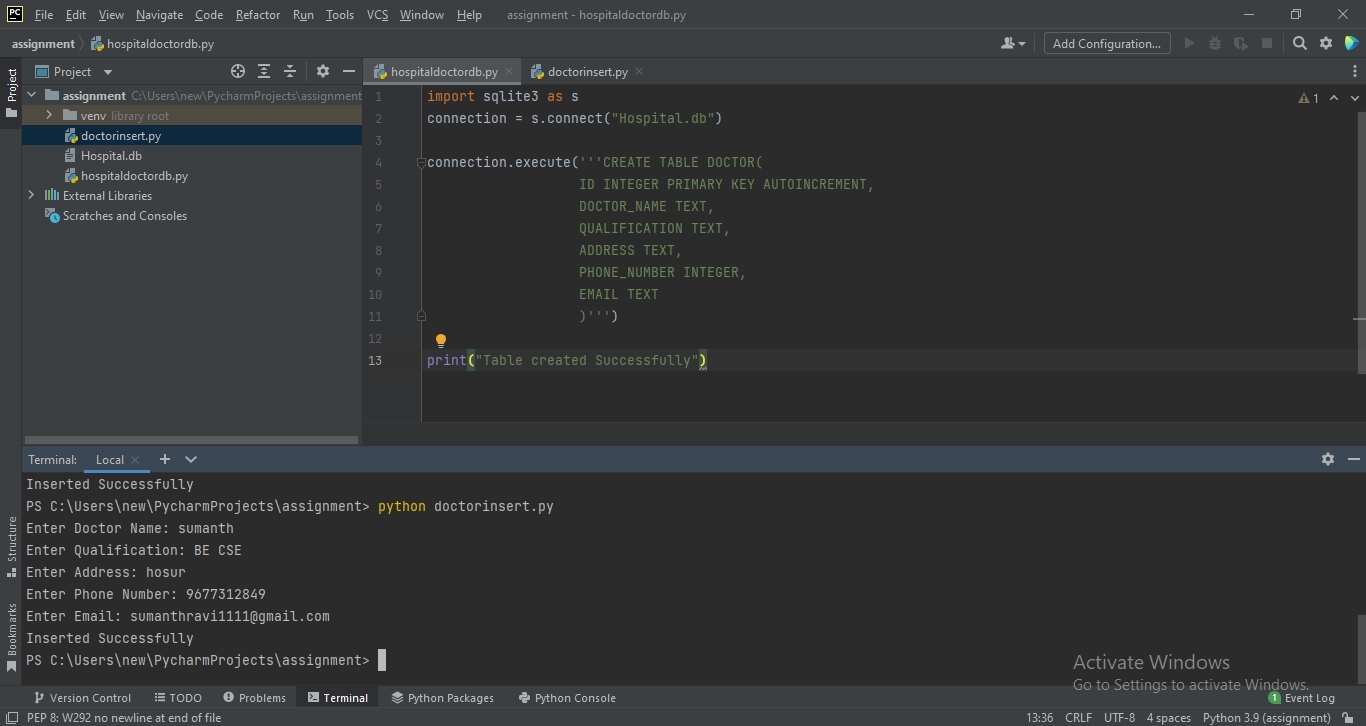 PC File Edit View Navigate Code Refactor Run Tools VCS Window Help assignment - hospitaldoctordb.py
assignment hospitaldoctordb.py Add Configuration...
Project
Project
assignment C:\Users\new\PycharmProjects\assignment
venv library root
doctorinsert.py
Hospital.db
hospitaldoctordb.py
External Libraries
Scratches and Consoles
hospitaldoctordb.py doctorinsert.py
1 import sqlite3 as s
2 connection = s.connect("Hospital.db")
3
4 connection.execute('''CREATE TABLE DOCTOR(
5 ID INTEGER PRIMARY KEY AUTOINCREMENT,
6 DOCTOR_NAME TEXT,
7 QUALIFICATION TEXT,
8 ADDRESS TEXT,
9 PHONE_NUMBER INTEGER,
10 EMAIL TEXT
11 )''')
12
13 print("Table created Successfully")
1
Terminal: Local
Inserted Successfully
PS C:\Users\new\PycharmProjects\assignment> python doctorinsert.py
Enter Doctor Name: sumanth
Enter Qualification: BE CSE
Enter Address: hosur
Enter Phone Number: 9677312849
Enter Email: sumanthravi1111@gmail.com
Inserted Successfully
PS C:\Users\new\PycharmProjects\assignment>
Structure
Bookmarks
Activate Windows
Go to Settings to activate Windows.
Version Control TODO Problems Terminal Python Packages Python Console 1 Event Log
PEP 8: W292 no newline at end of file 13:36 CRLF UTF-8 4 spaces Python 3.9 (assignment)